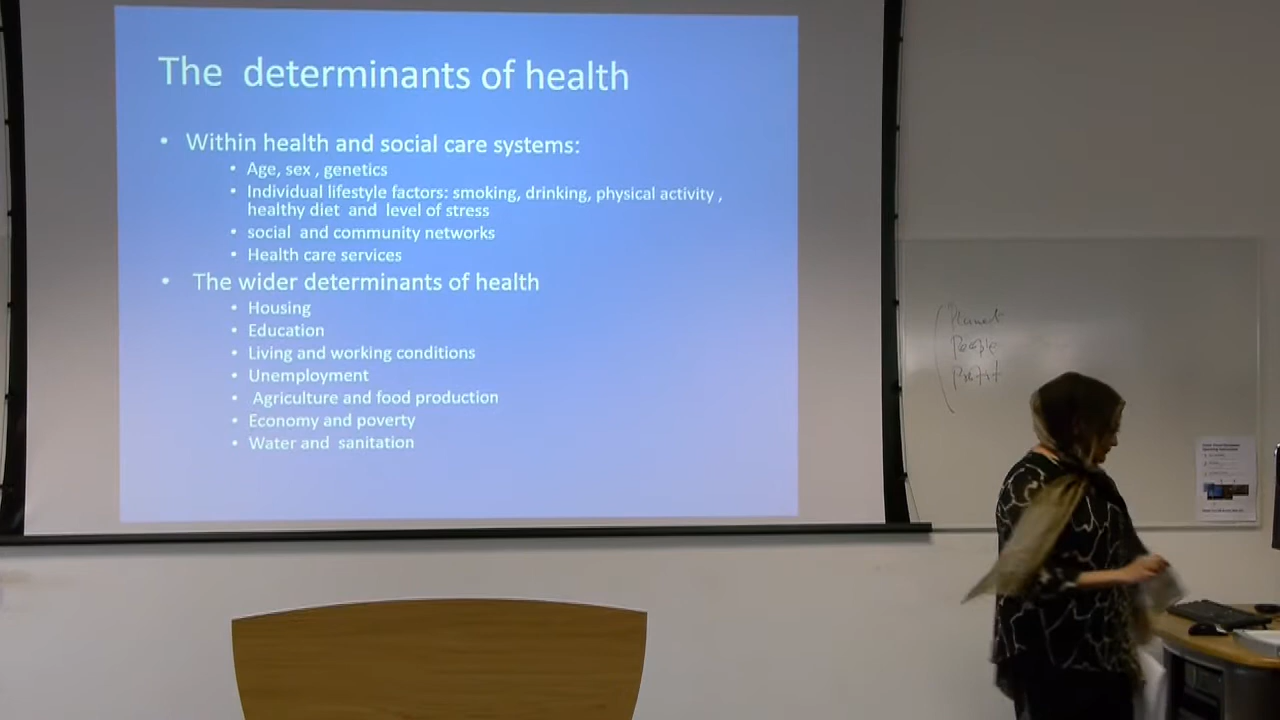 The determinants of health
• Within health and social care systems:
• Age, sex , genetics
• Individual lifestyle factors: smoking, drinking, physical activity ,
healthy diet and level of stress
• social and community networks
• Health care services
• The wider determinants of health
• Housing
• Education
• Living and working conditions
• Unemployment
• Agriculture and food production
• Economy and poverty
• Water and sanitation
Planet
People
Profit